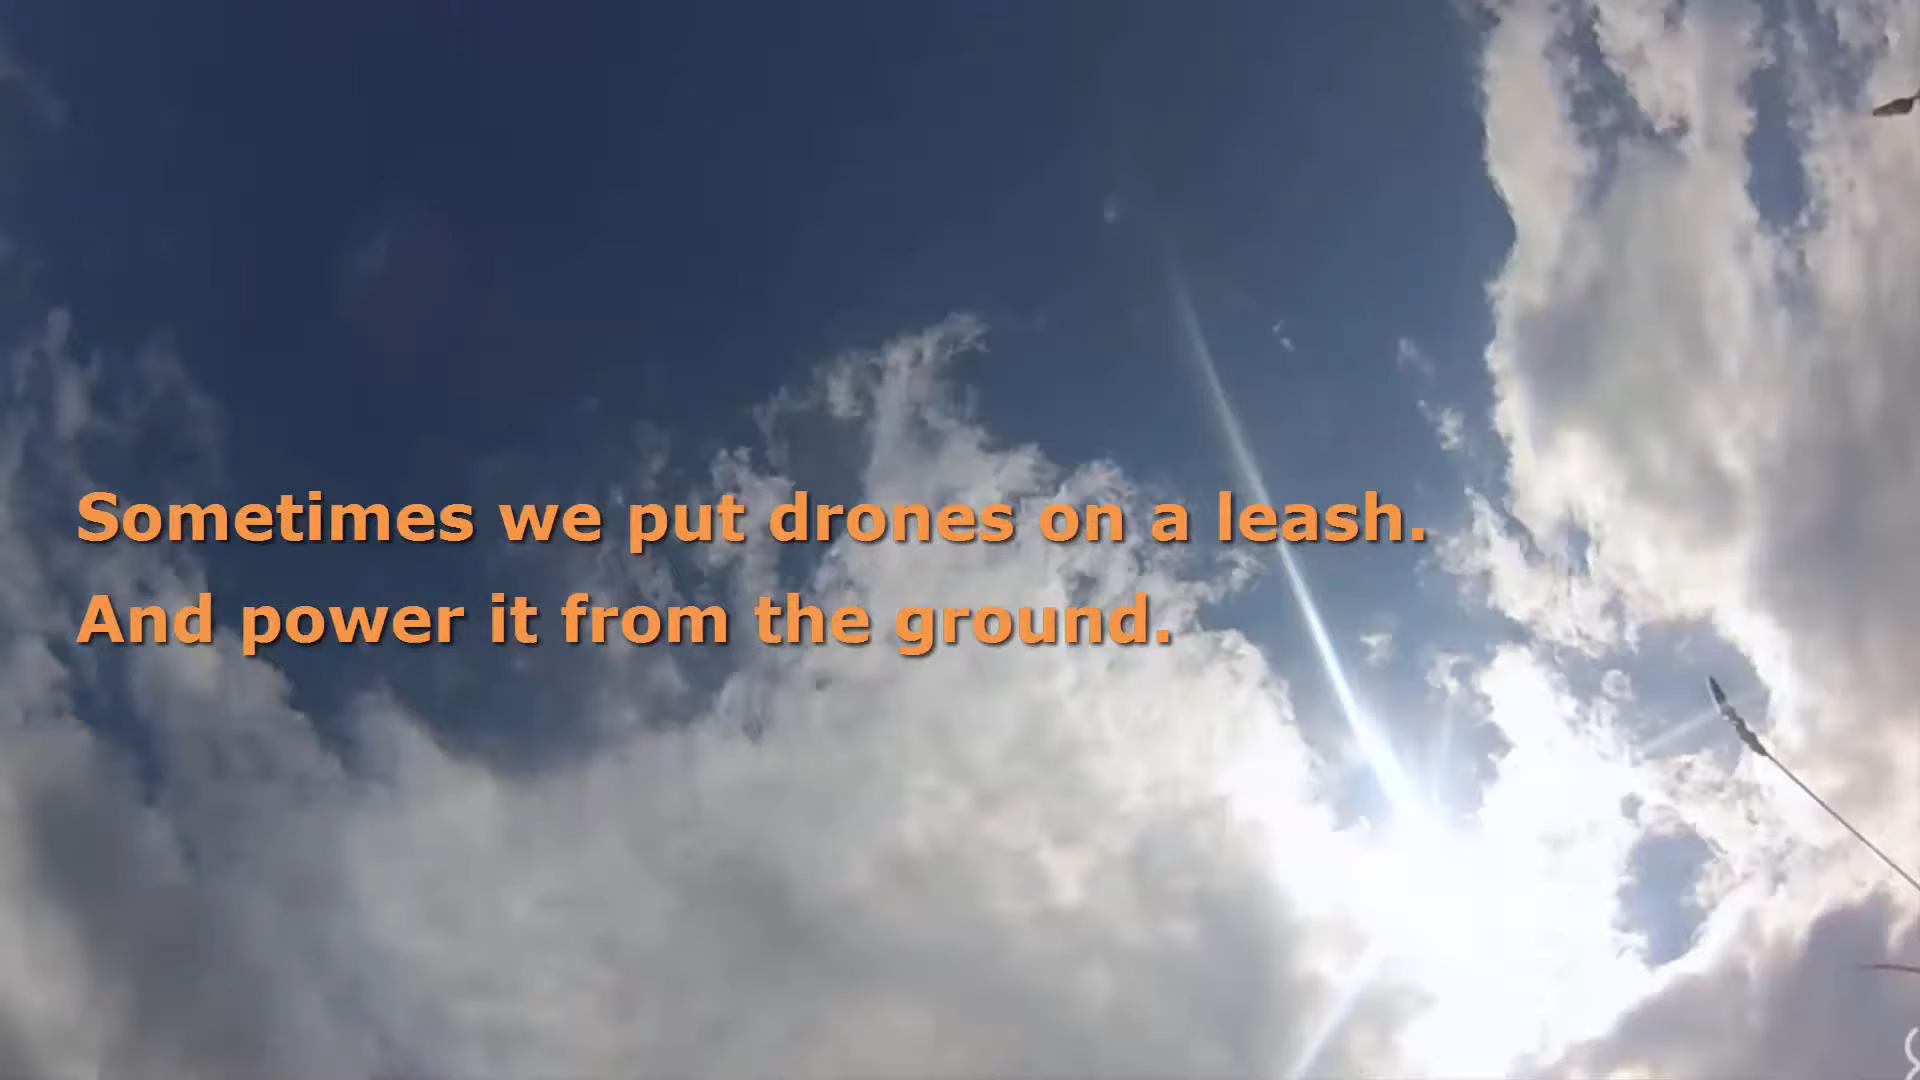 Sometimes we put drones on a leash.
And power it from the ground.